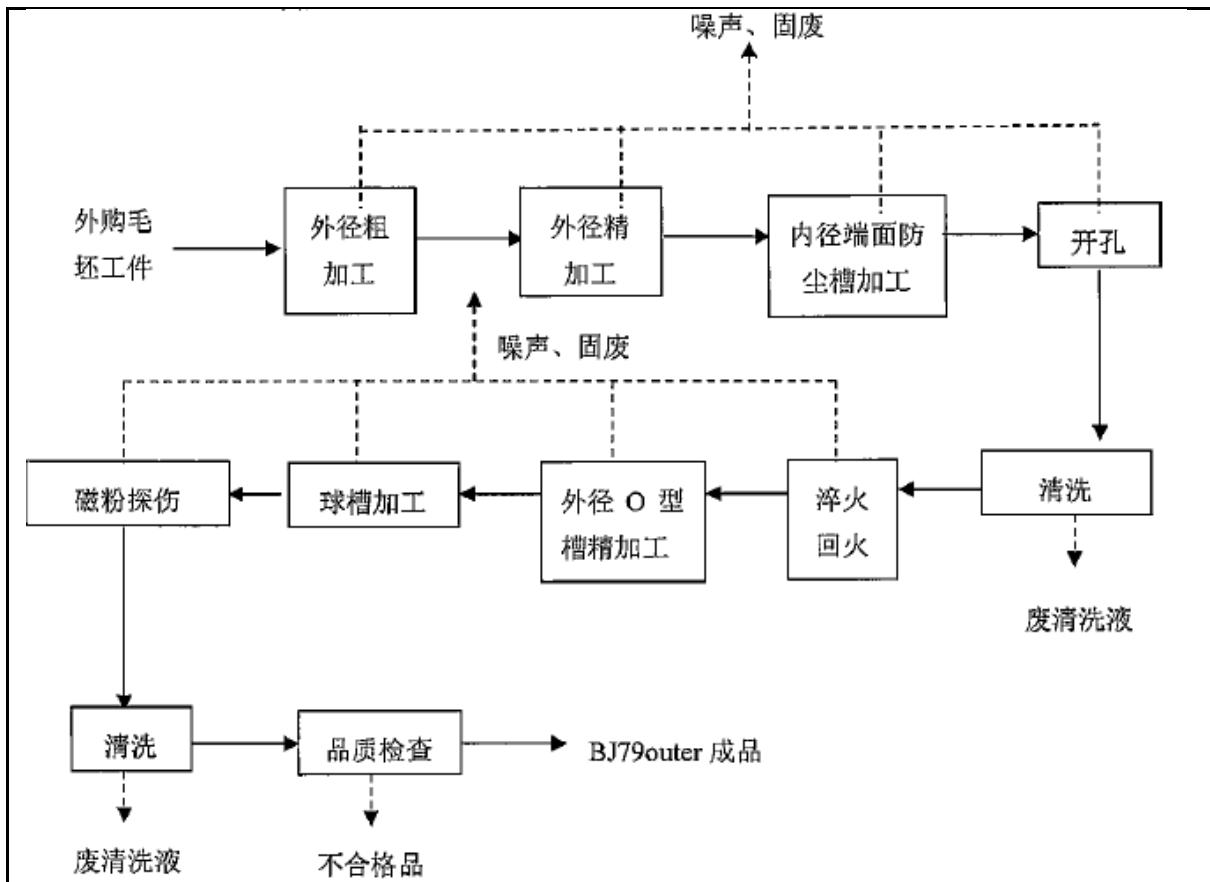 噪声、固废
外购毛
坯工件
外径粗
加工
外径精
加工
内径端面防
尘槽加工
开孔
噪声、固废
磁粉探伤
球槽加工
外径 O 型
槽精加工
淬火
回火
清洗
废清洗液
清洗
品质检查
BJ79outer 成品
废清洗液
不合格品